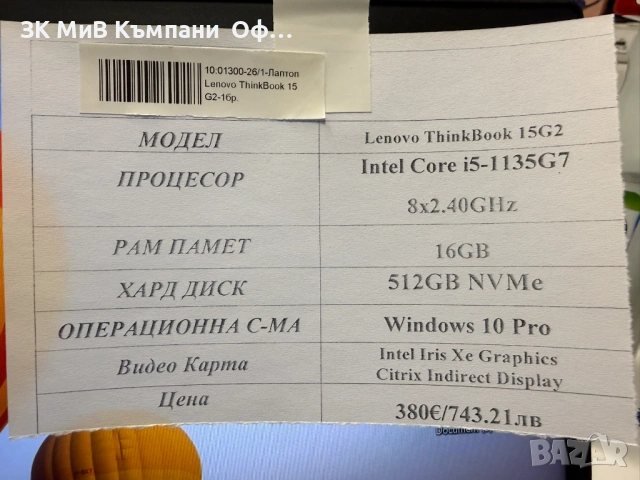 ЗК МиВ Къмпани Оф...
10:01300-26/1-Лаптоп
Lenovo ThinkBook 15
G2-1бр.
МОДЕЛ Lenovo ThinkBook 15G2
ПРОЦЕСОР Intel Core i5-1135G7
8x2.40GHz
РАМ ПАМЕТ 16GB
ХАРД ДИСК 512GB NVMe
ОПЕРАЦИОННА С-МА Windows 10 Pro
Видео Карта Intel Iris Xe Graphics
Citrix Indirect Display
Цена 380€/743.21лв
BAZAR